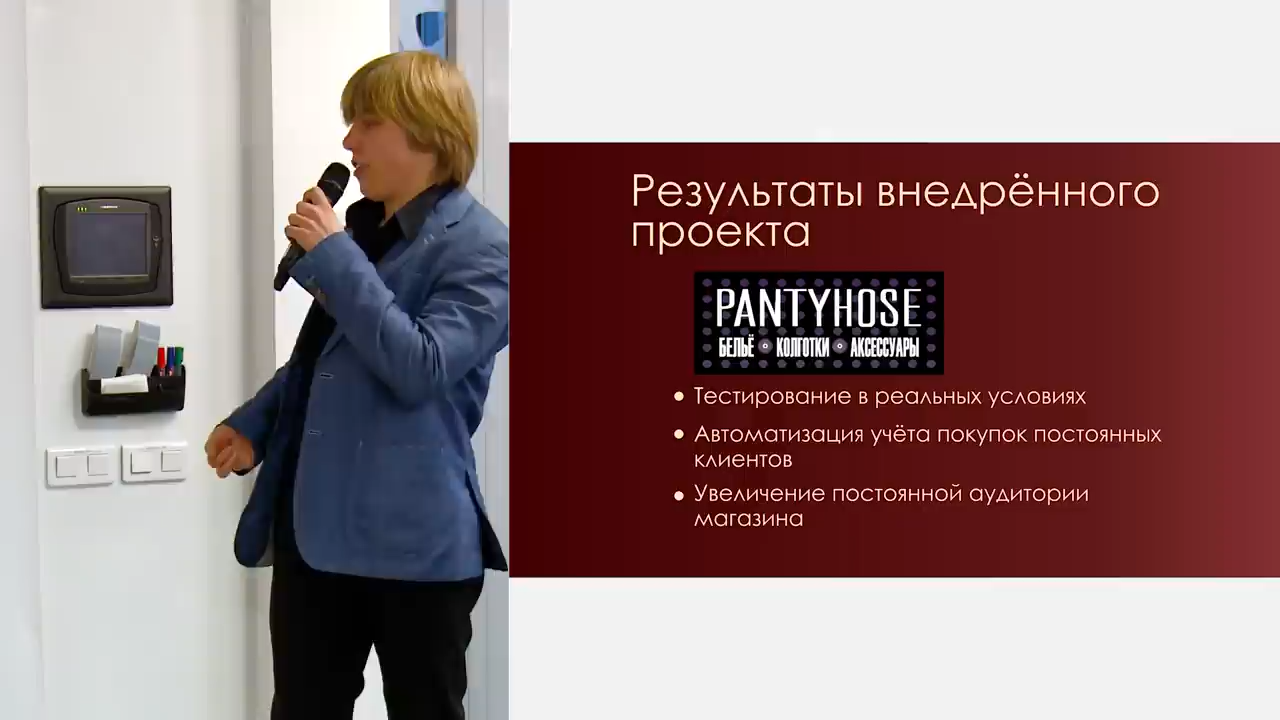 Результаты внедрённого
проекта
PANTYHOSE
БЕЛЬЁ КОЛГОТКИ АКСЕССУАРЫ
Тестирование в реальных условиях
Автоматизация учёта покупок постоянных
клиентов
Увеличение постоянной аудитории
магазина